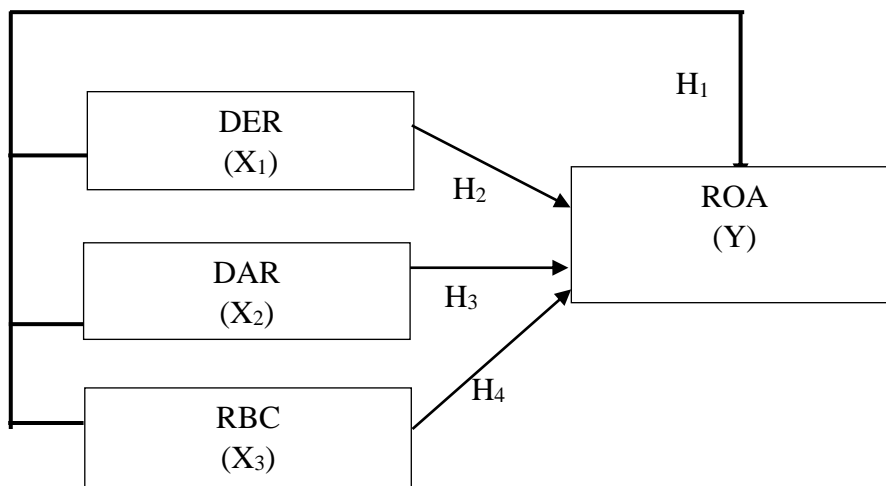 H₁
DER
(X₁)
H₂
ROA
(Y)
DAR
(X₂)
H₃
H₄
RBC
(X₃)